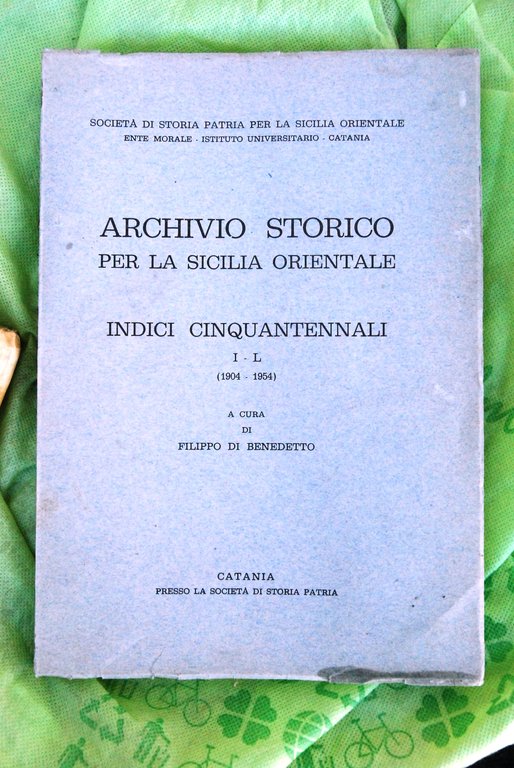 SOCIETÀ DI STORIA PATRIA PER LA SICILIA ORIENTALE
ENTE MORALE - ISTITUTO UNIVERSITARIO - CATANIA
ARCHIVIO STORICO
PER LA SICILIA ORIENTALE
INDICI CINQUANTENNALI
I - L
(1904 - 1954)
A CURA
DI
FILIPPO DI BENEDETTO
CATANIA
PRESSO LA SOCIETÀ DI STORIA PATRIA